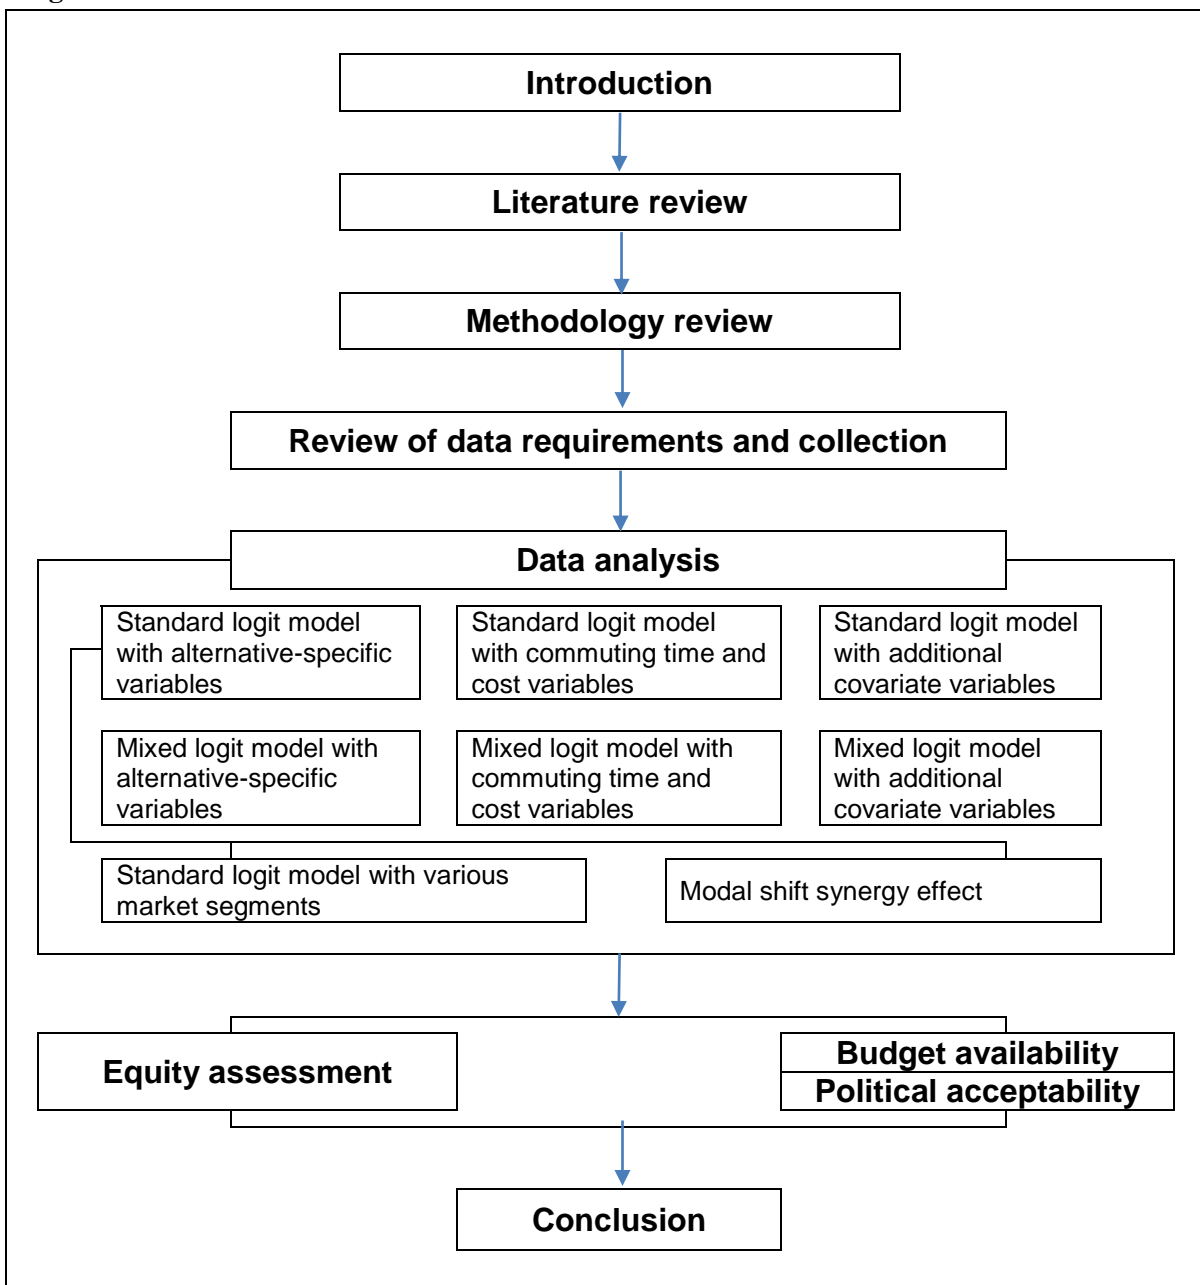 Introduction
Literature review
Methodology review
Review of data requirements and collection
Data analysis
Standard logit model
with alternative-specific
variables
Standard logit model
with commuting time and
cost variables
Standard logit model
with additional
covariate variables
Mixed logit model with
alternative-specific
variables
Mixed logit model with
commuting time and
cost variables
Mixed logit model
with additional
covariate variables
Standard logit model with various
market segments
Modal shift synergy effect
Equity assessment
Budget availability
Political acceptability
Conclusion